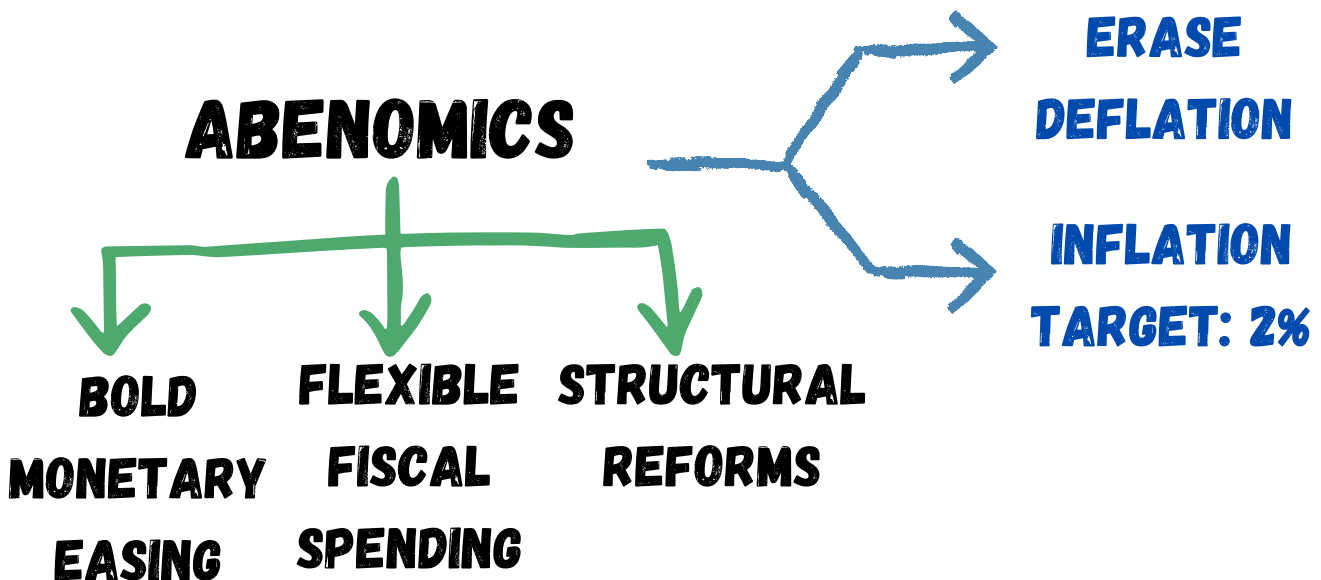 ABENOMICS
ERASE
DEFLATION
INFLATION
TARGET: 2%
BOLD
MONETARY
EASING
FLEXIBLE
FISCAL
SPENDING
STRUCTURAL
REFORMS